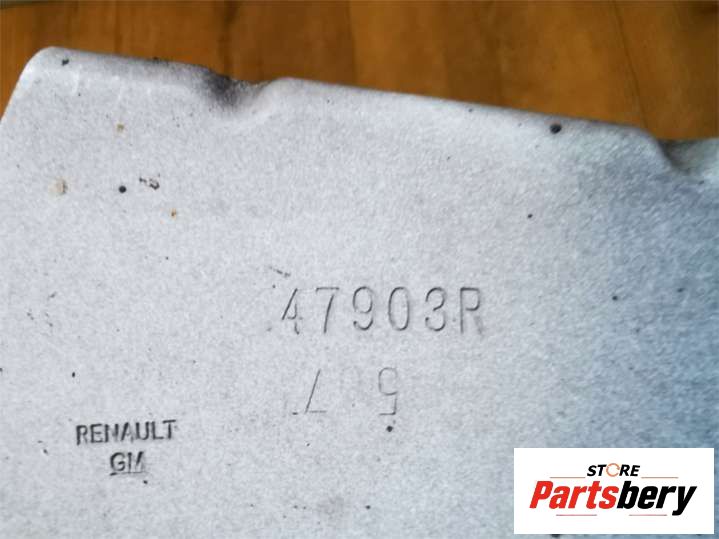 47903R
RENAULT
GM
STORE
Partsbery